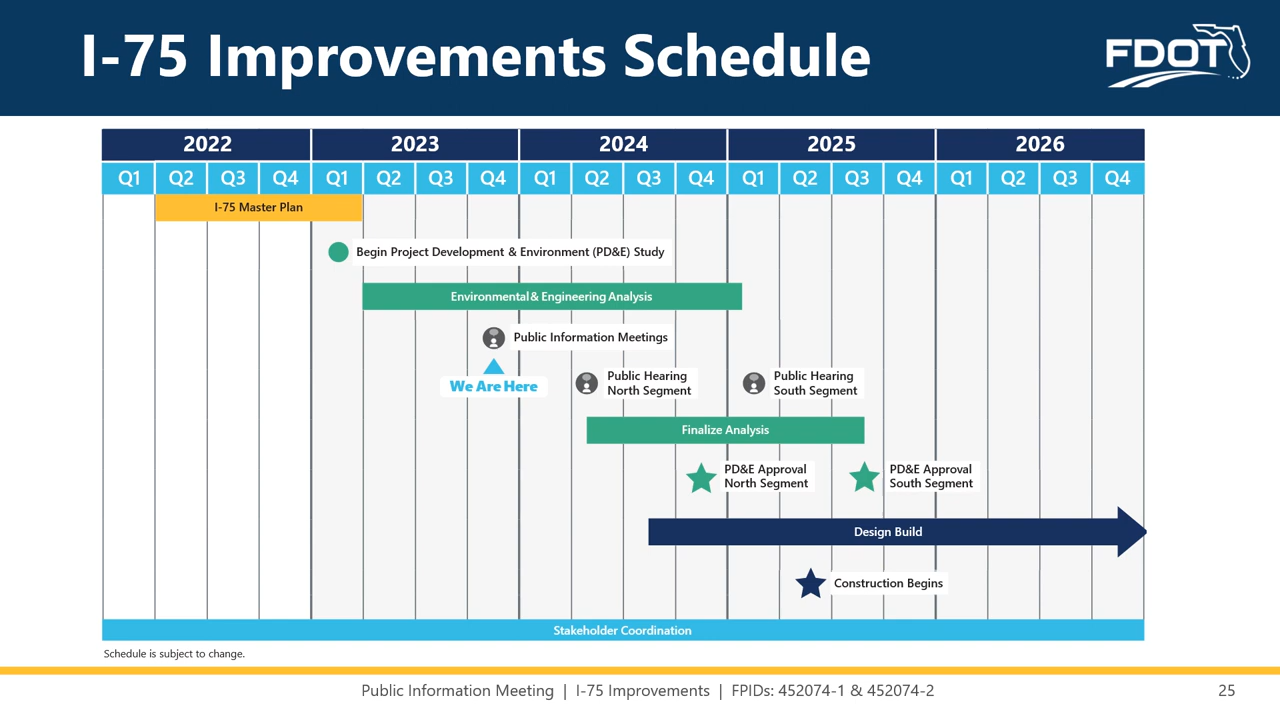 I-75 Improvements Schedule
FDOT
2022 2023 2024 2025 2026
Q1 Q2 Q3 Q4 Q1 Q2 Q3 Q4 Q1 Q2 Q3 Q4 Q1 Q2 Q3 Q4 Q1 Q2 Q3 Q4
I-75 Master Plan
Begin Project Development & Environment (PD&E) Study
Environmental & Engineering Analysis
Public Information Meetings
We Are Here
Public Hearing
North Segment
Public Hearing
South Segment
Finalize Analysis
PD&E Approval
North Segment
PD&E Approval
South Segment
Design Build
Construction Begins
Stakeholder Coordination
Schedule is subject to change.
Public Information Meeting | I-75 Improvements | FPIDs: 452074-1 & 452074-2
25